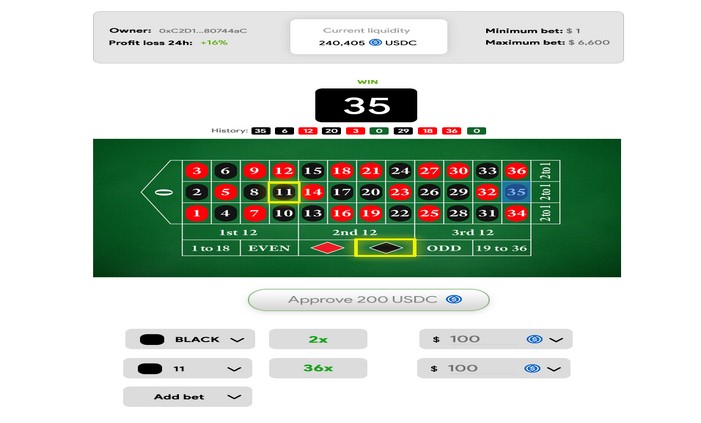 Owner: 0xC2D1...80744aC
Profit loss 24h: +16%
Current liquidity
240,405 USDC
Minimum bet: $ 1
Maximum bet: $ 6,600
WIN
35
History: 35 6 12 20 3 0 29 18 36 0
3 6 9 12 15 18 21 24 27 30 33 36 2to1
0 2 5 8 11 14 17 20 23 26 29 32 35 2to1
1 4 7 10 13 16 19 22 25 28 31 34 2to1
1st 12 2nd 12 3rd 12
1 to 18 EVEN ODD 19 to 36
Approve 200 USDC
BLACK 2x $ 100
11 36x $ 100
Add bet